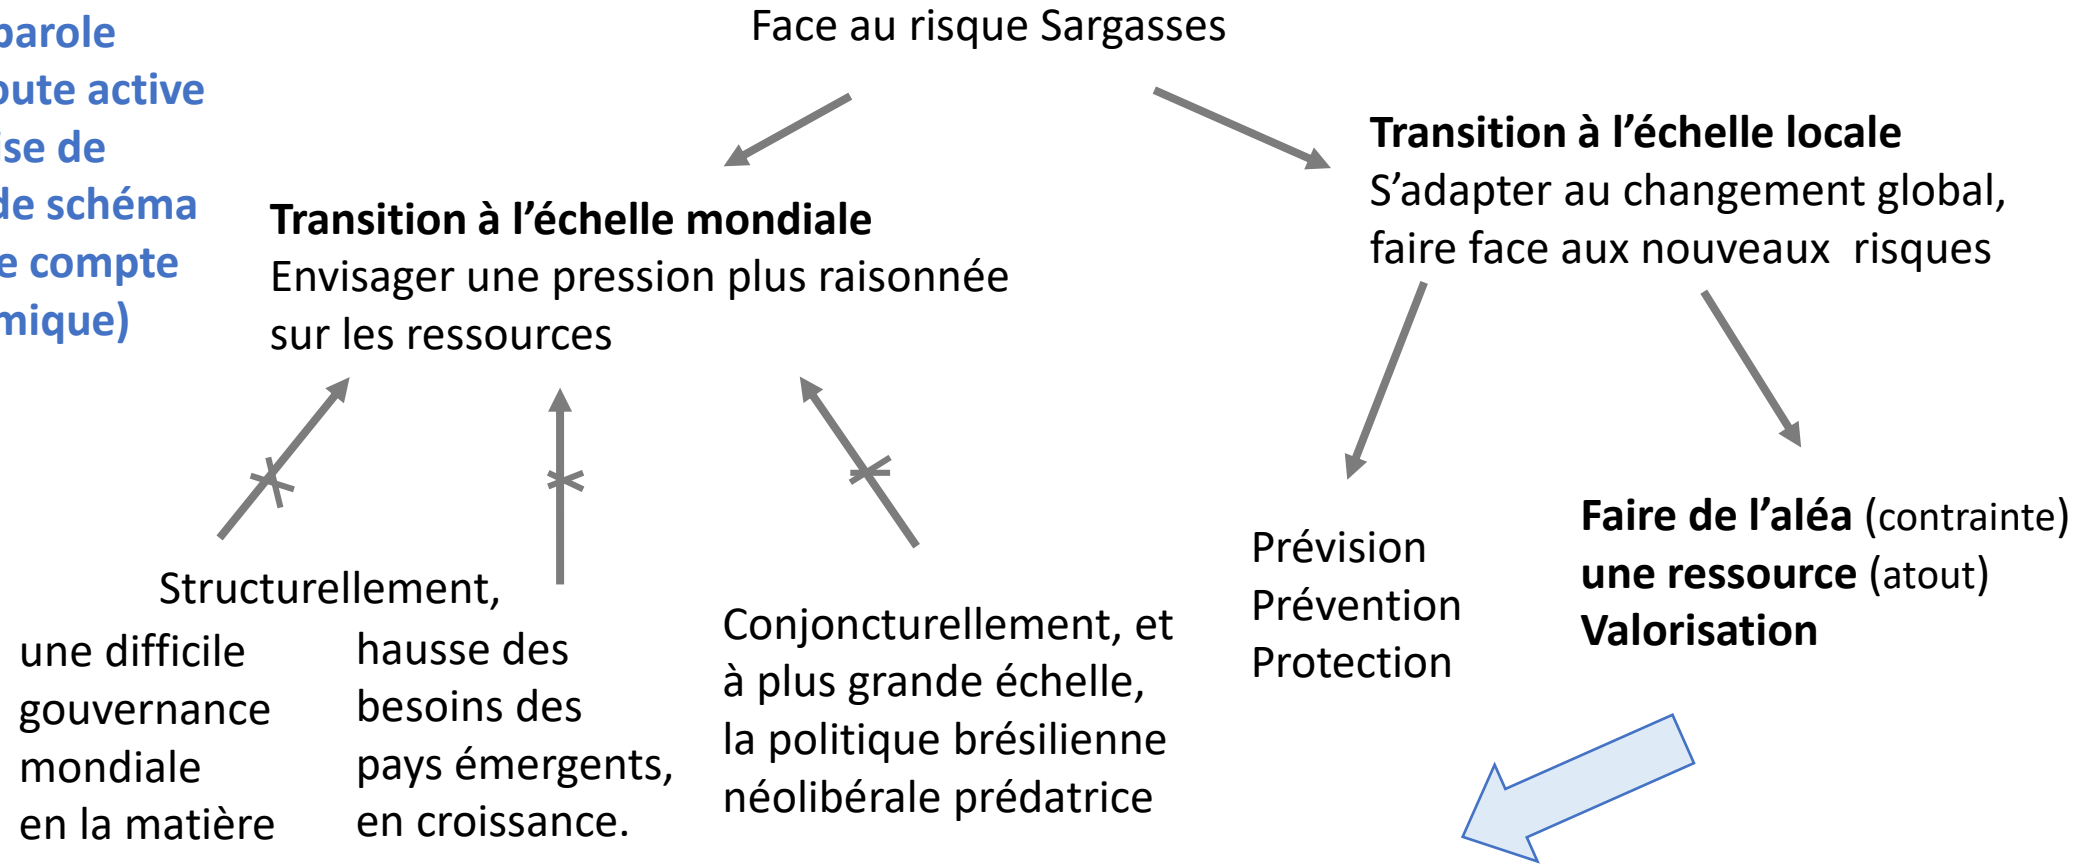 parole
oute active
ise de
de schéma
e compte
mique)
Face au risque Sargasses
Transition à l’échelle mondiale
Envisager une pression plus raisonnée
sur les ressources
Transition à l’échelle locale
S’adapter au changement global,
faire face aux nouveaux  risques
Structurellement,
une difficile
gouvernance
mondiale
en la matière
hausse des
besoins des
pays émergents,
en croissance.
Conjoncturellement, et
à plus grande échelle,
la politique brésilienne
néolibérale prédatrice
Prévision
Prévention
Protection
Faire de l’aléa (contrainte)
une ressource (atout)
Valorisation